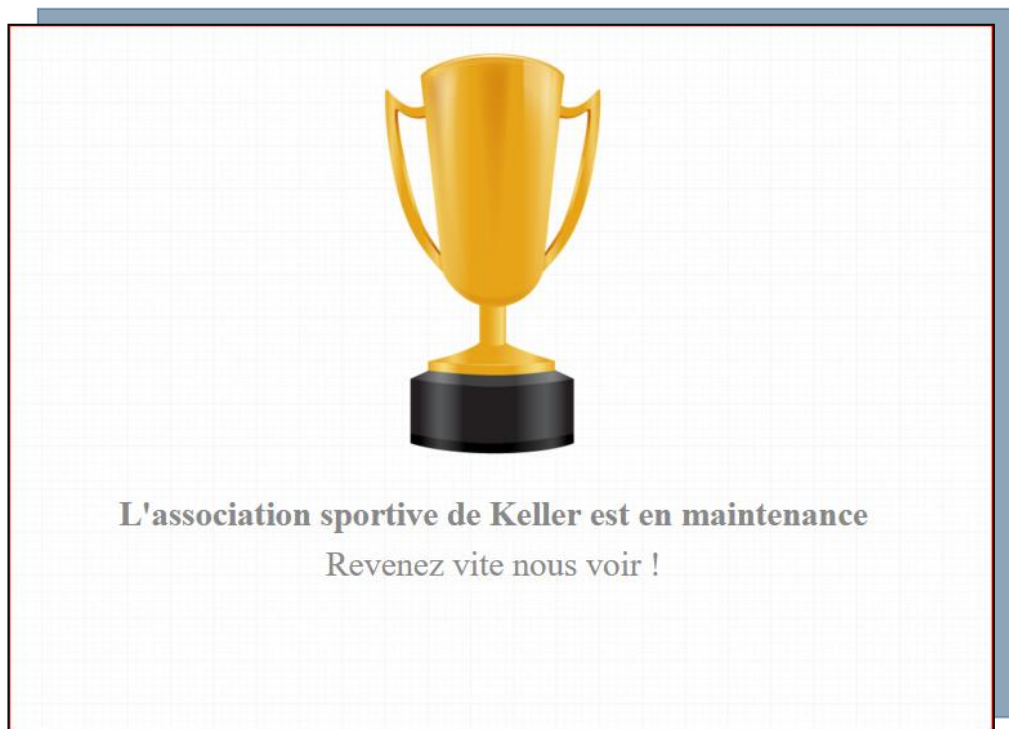 L'association sportive de Keller est en maintenance
Revenez vite nous voir !